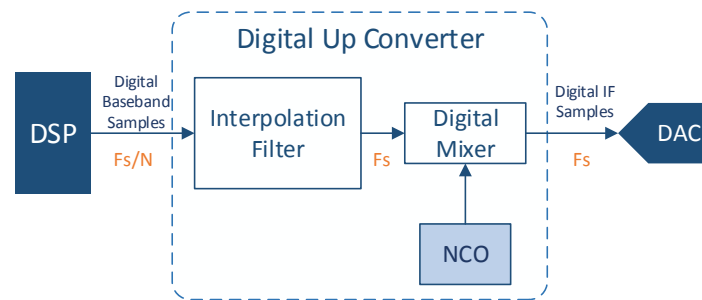 Digital Up Converter
DSP
Digital
Baseband
Samples
Fs/N
Interpolation
Filter
Fs
Digital
Mixer
NCO
Digital IF
Samples
Fs
DAC